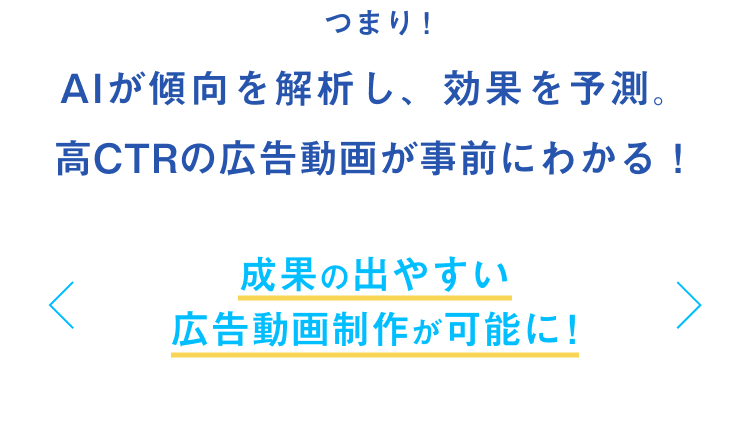 つまり！
AIが傾向を解析し、効果を予測。
高CTRの広告動画が事前にわかる！
成果の出やすい
広告動画制作が可能に！